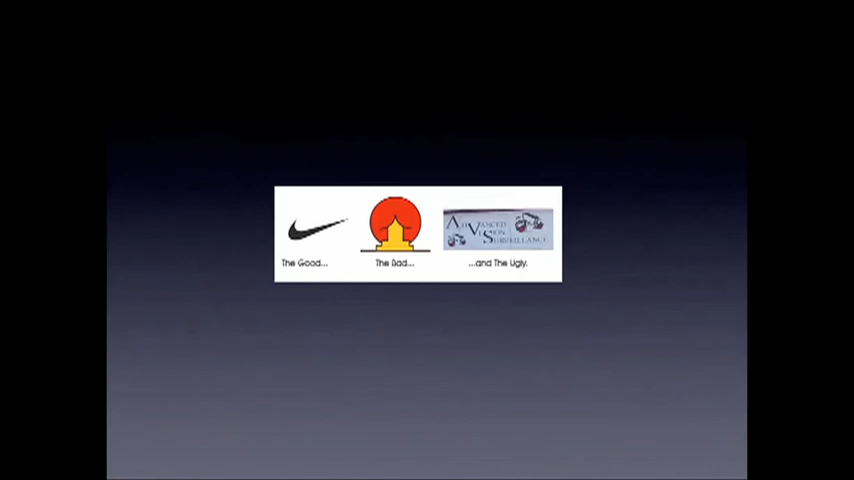 ADVANCED
VISION
SURVEILLANCE
The Good...
The Bad...
...and The Ugly.